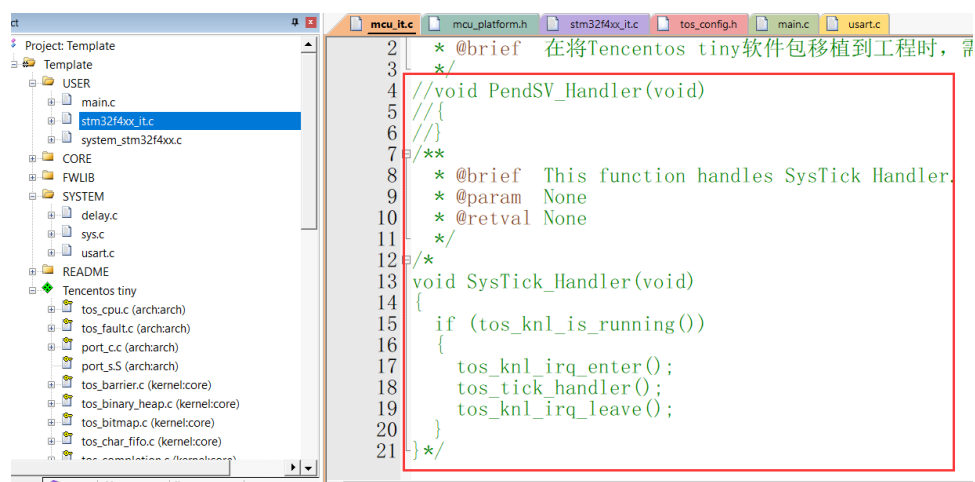 ct
mcu_it.c
mcu_platform.h
stm32f4xx_it.c
tos_config.h
main.c
usart.c
Project: Template
Template
USER
main.c
stm32f4xx_it.c
system_stm32f4xx.c
CORE
FWLIB
SYSTEM
delay.c
sys.c
usart.c
README
Tencentos tiny
tos_cpu.c (arch:arch)
tos_fault.c (arch:arch)
port_c.c (arch:arch)
port_s.S (arch:arch)
tos_barrier.c (kernel:core)
tos_binary_heap.c (kernel:core)
tos_bitmap.c (kernel:core)
tos_char_fifo.c (kernel:core)
tos_completion.c (kernel:core)
2 * @brief 在将Tencentos tiny软件包移植到工程时，需
3 */
4 //void PendSV_Handler(void)
5 //{
6 //}
7 /**
8 * @brief This function handles SysTick Handler.
9 * @param None
10 * @retval None
11 */
12 /*
13 void SysTick_Handler(void)
14 {
15 if (tos_knl_is_running())
16 {
17 tos_knl_irq_enter();
18 tos_tick_handler();
19 tos_knl_irq_leave();
20 }
21 }*/